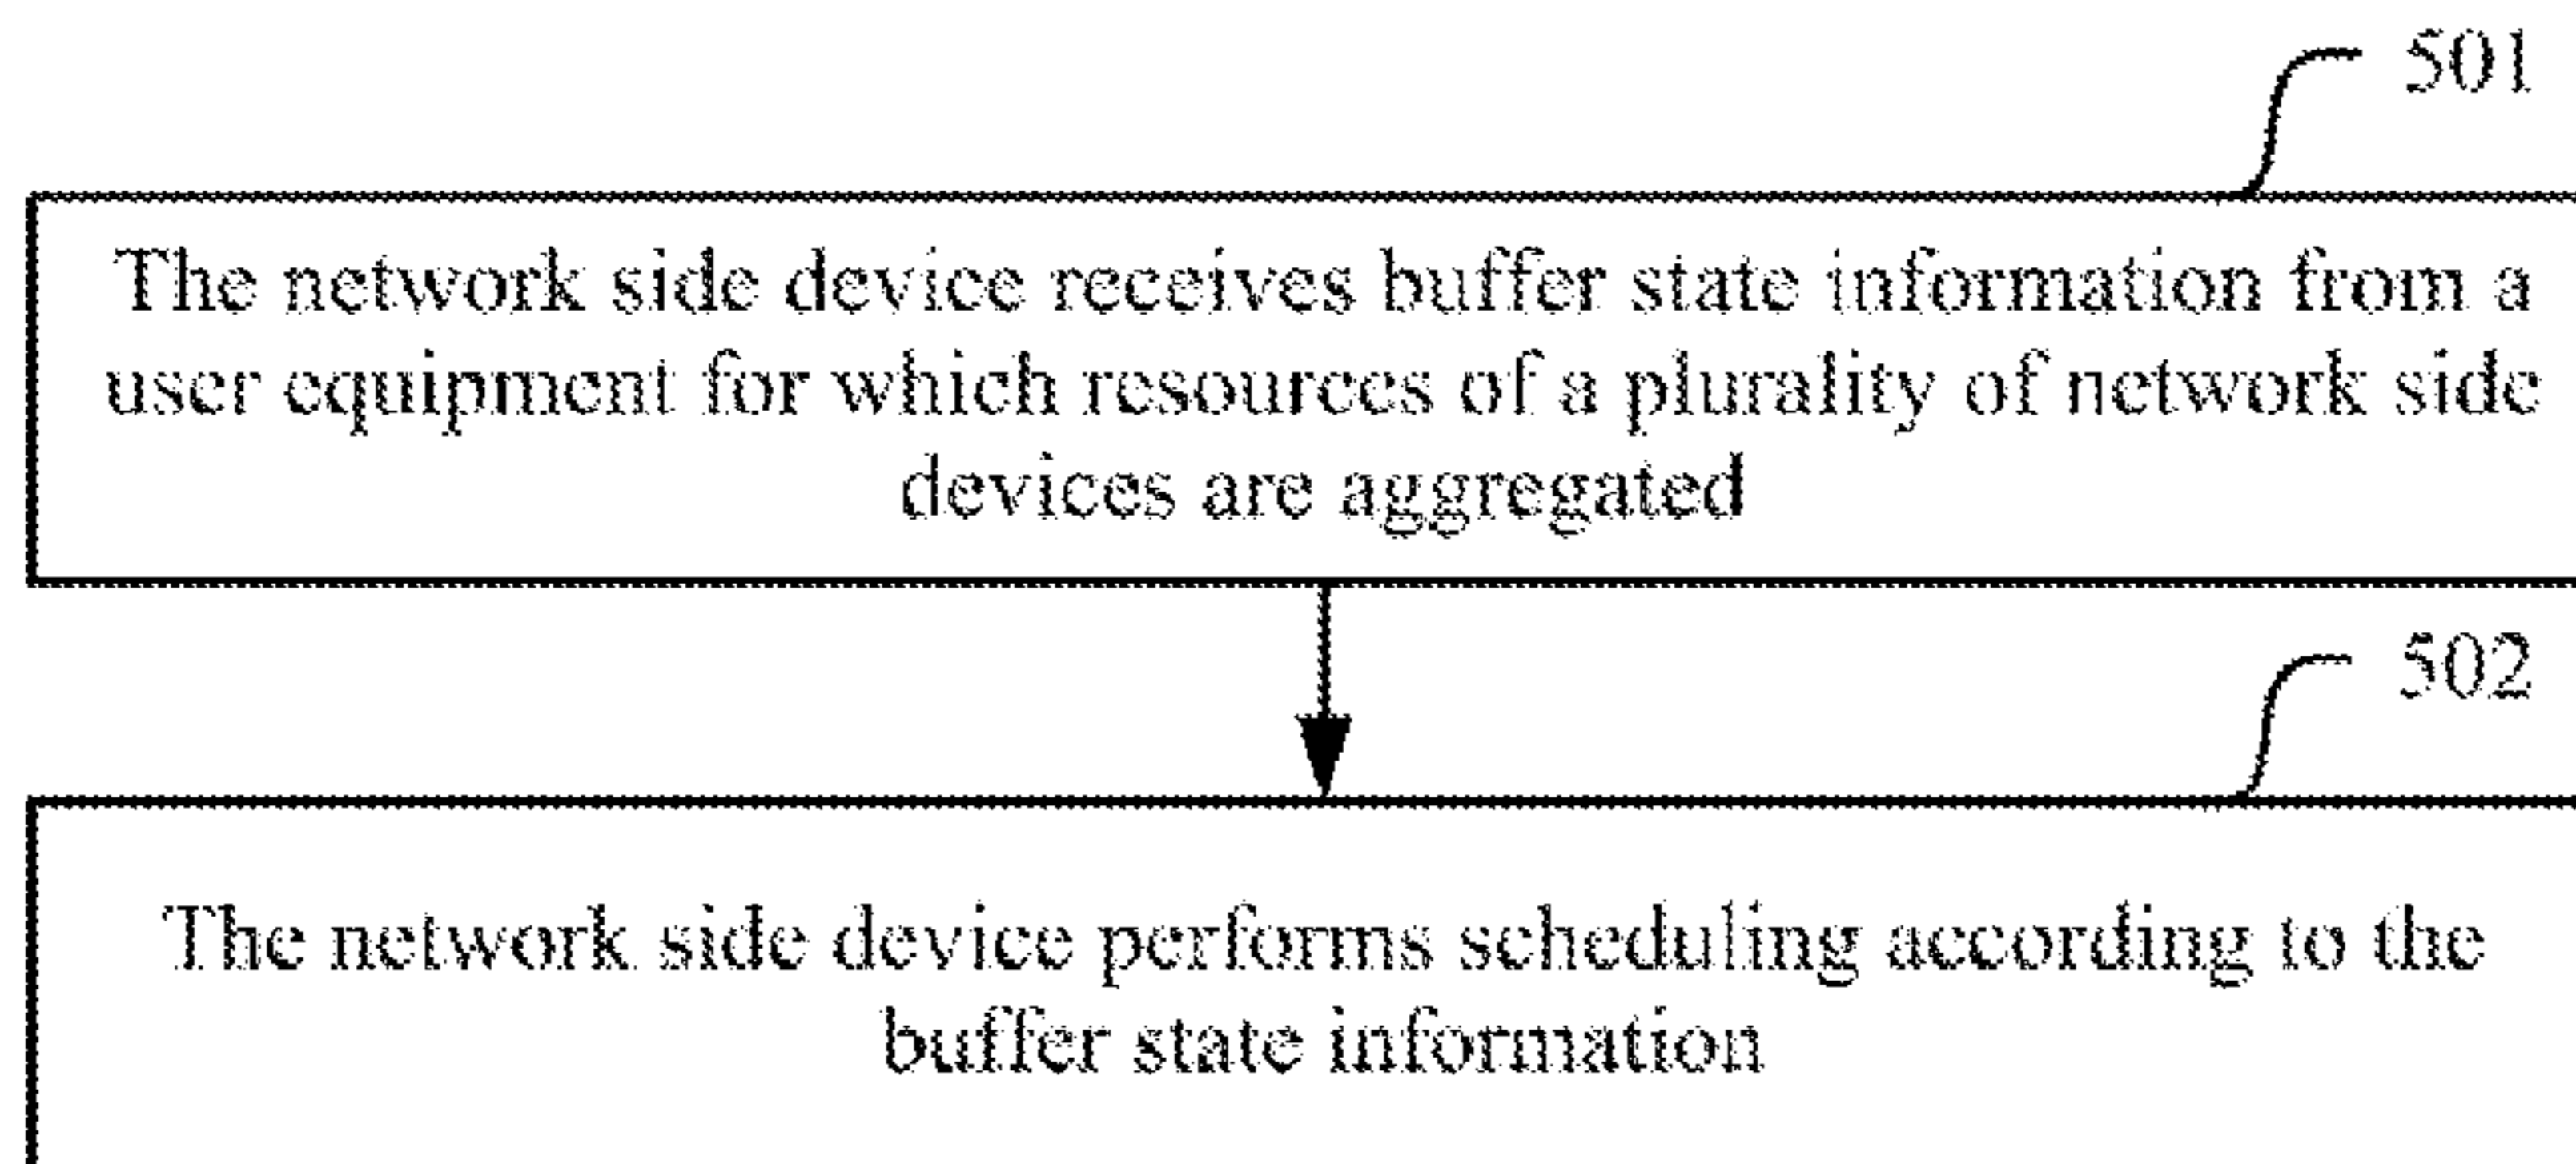 501
The network side device receives buffer state information from a
user equipment for which resources of a plurality of network side
devices are aggregated
502
The network side device performs scheduling according to the
buffer state information